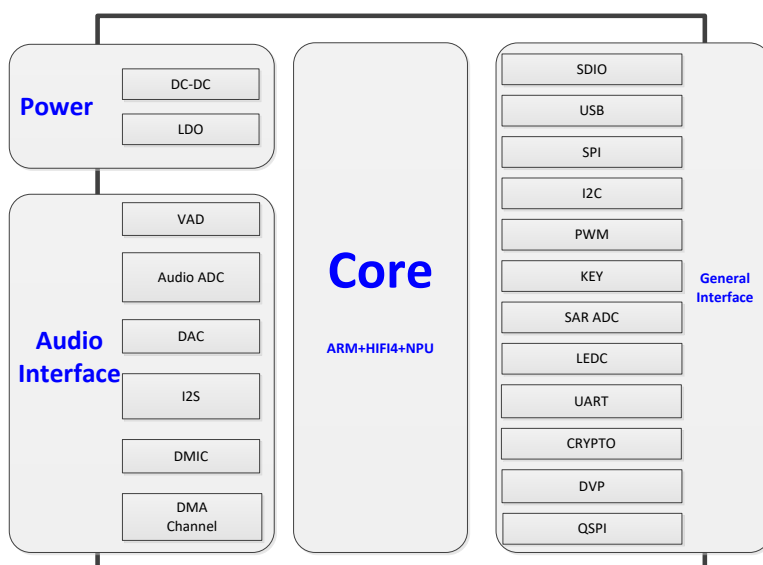 Power
DC-DC
LDO
Audio
Interface
VAD
Audio ADC
DAC
I2S
DMIC
DMA
Channel
Core
ARM+HIFI4+NPU
SDIO
USB
SPI
I2C
PWM
KEY
SAR ADC
LEDC
UART
CRYPTO
DVP
QSPI
General
Interface